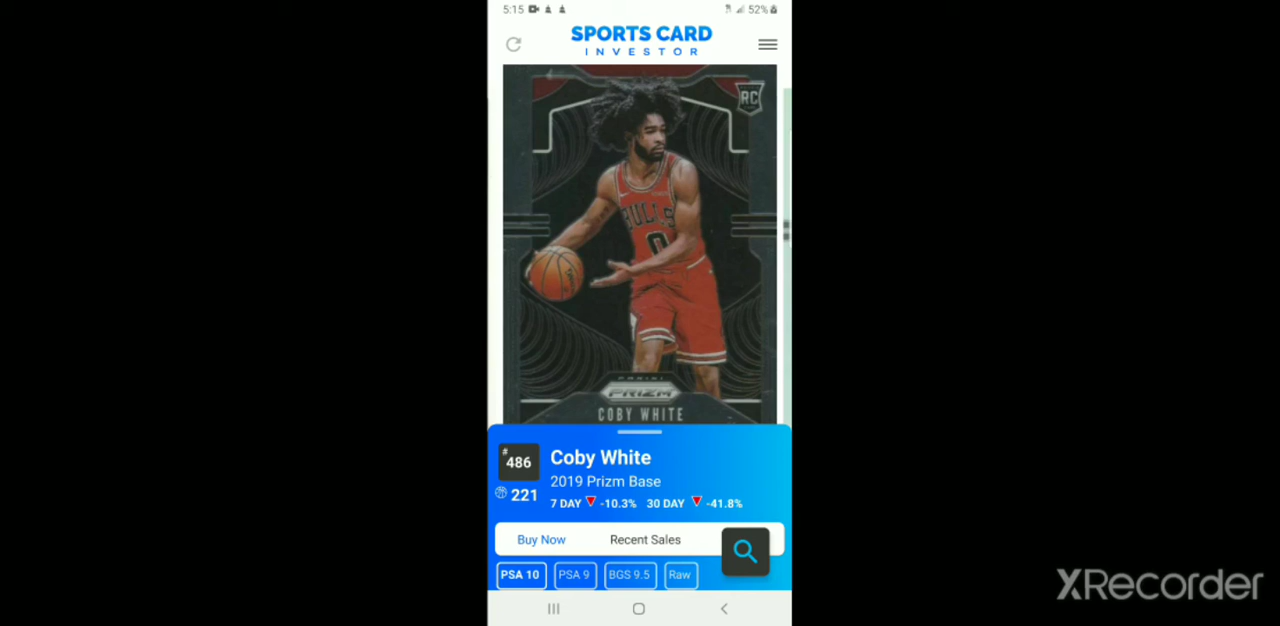 5:15
52%
SPORTS CARD
INVESTOR
RC
BULLS
0
PANINI
PRIZM
COBY WHITE
# 486
Coby White
221
2019 Prizm Base
7 DAY -10.3% 30 DAY -41.8%
Buy Now Recent Sales
PSA 10 PSA 9 BGS 9.5 Raw
XRecorder